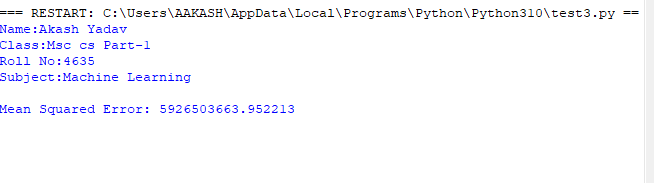 === RESTART: C:\Users\AAKASH\AppData\Local\Programs\Python\Python310\test3.py ==
Name:Akash Yadav
Class:Msc cs Part-1
Roll No:4635
Subject:Machine Learning
Mean Squared Error: 5926503663.952213